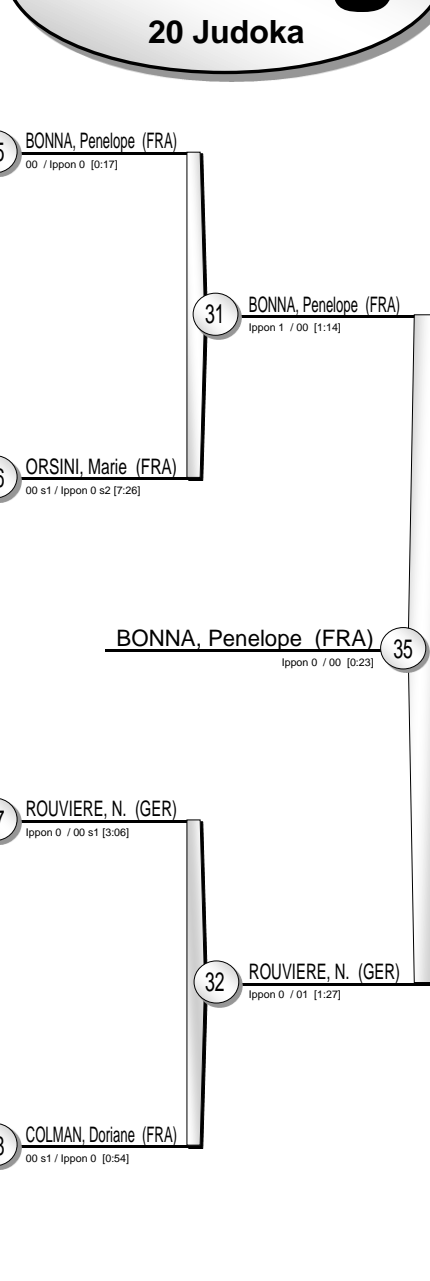 20 Judoka
BONNA, Penelope (FRA)
00 / Ippon 0 [0:17]
31
BONNA, Penelope (FRA)
Ippon 1 / 00 [1:14]
ORSINI, Marie (FRA)
00 s1 / Ippon 0 s2 [7:26]
BONNA, Penelope (FRA)
35
Ippon 0 / 00 [0:23]
ROUVIERE, N. (GER)
Ippon 0 / 00 s1 [3:06]
32
ROUVIERE, N. (GER)
Ippon 0 / 01 [1:27]
COLMAN, Doriane (FRA)
00 s1 / Ippon 0 [0:54]